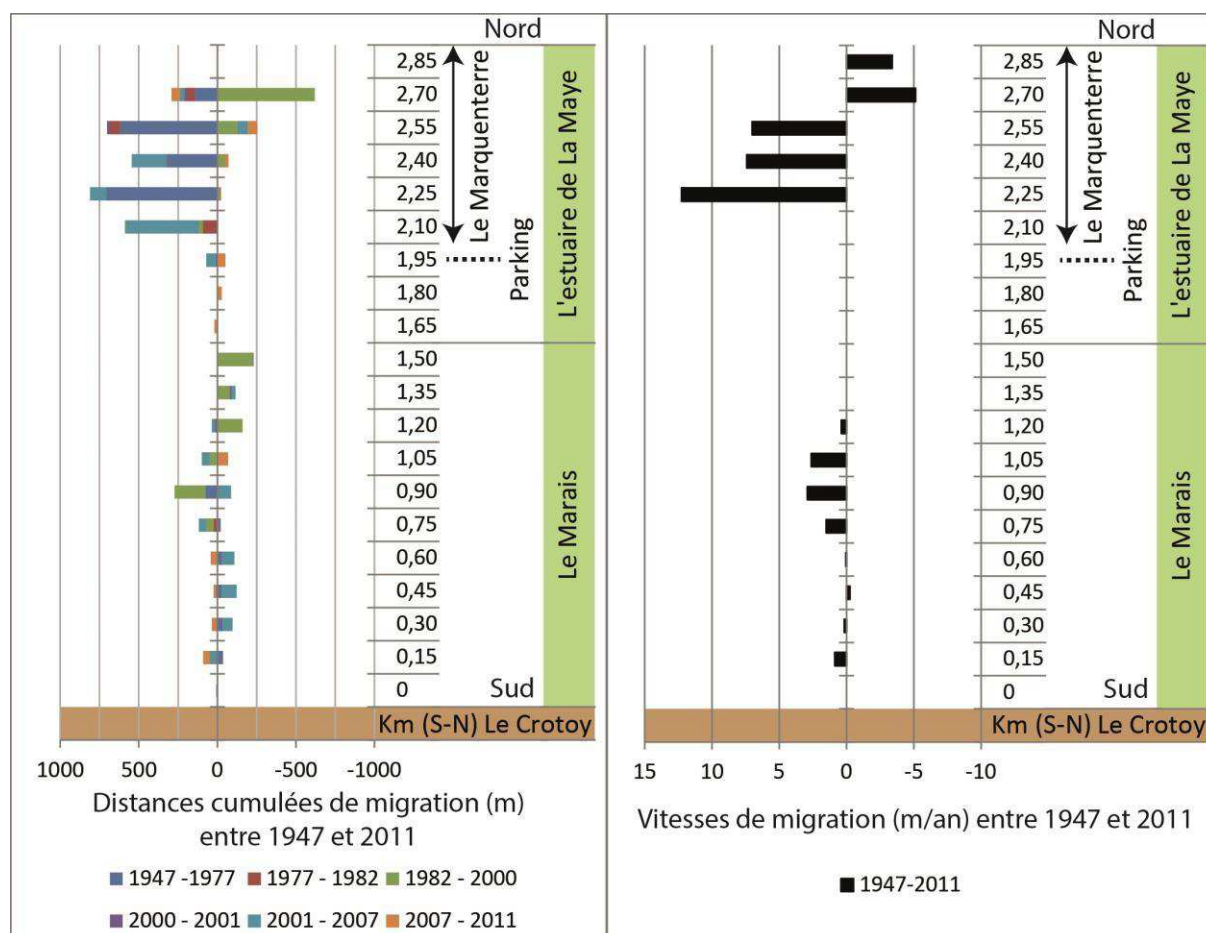 Nord
2,85
2,70
2,55
2,40
2,25
2,10
1,95
1,80
1,65
1,50
1,35
1,20
1,05
0,90
0,75
0,60
0,45
0,30
0,15
0
Le Marquenterre
Parking
L'estuaire de La Maye
Le Marais
Sud
Km (S-N) Le Crotoy
1000 500 0 -500 -1000
Distances cumulées de migration (m)
entre 1947 et 2011
1947 -1977 1977 - 1982 1982 - 2000
2000 - 2001 2001 - 2007 2007 - 2011
Nord
2,85
2,70
2,55
2,40
2,25
2,10
1,95
1,80
1,65
1,50
1,35
1,20
1,05
0,90
0,75
0,60
0,45
0,30
0,15
0
Le Marquenterre
Parking
L'estuaire de La Maye
Le Marais
Sud
Km (S-N) Le Crotoy
15 10 5 0 -5 -10
Vitesses de migration (m/an) entre 1947 et 2011
1947-2011